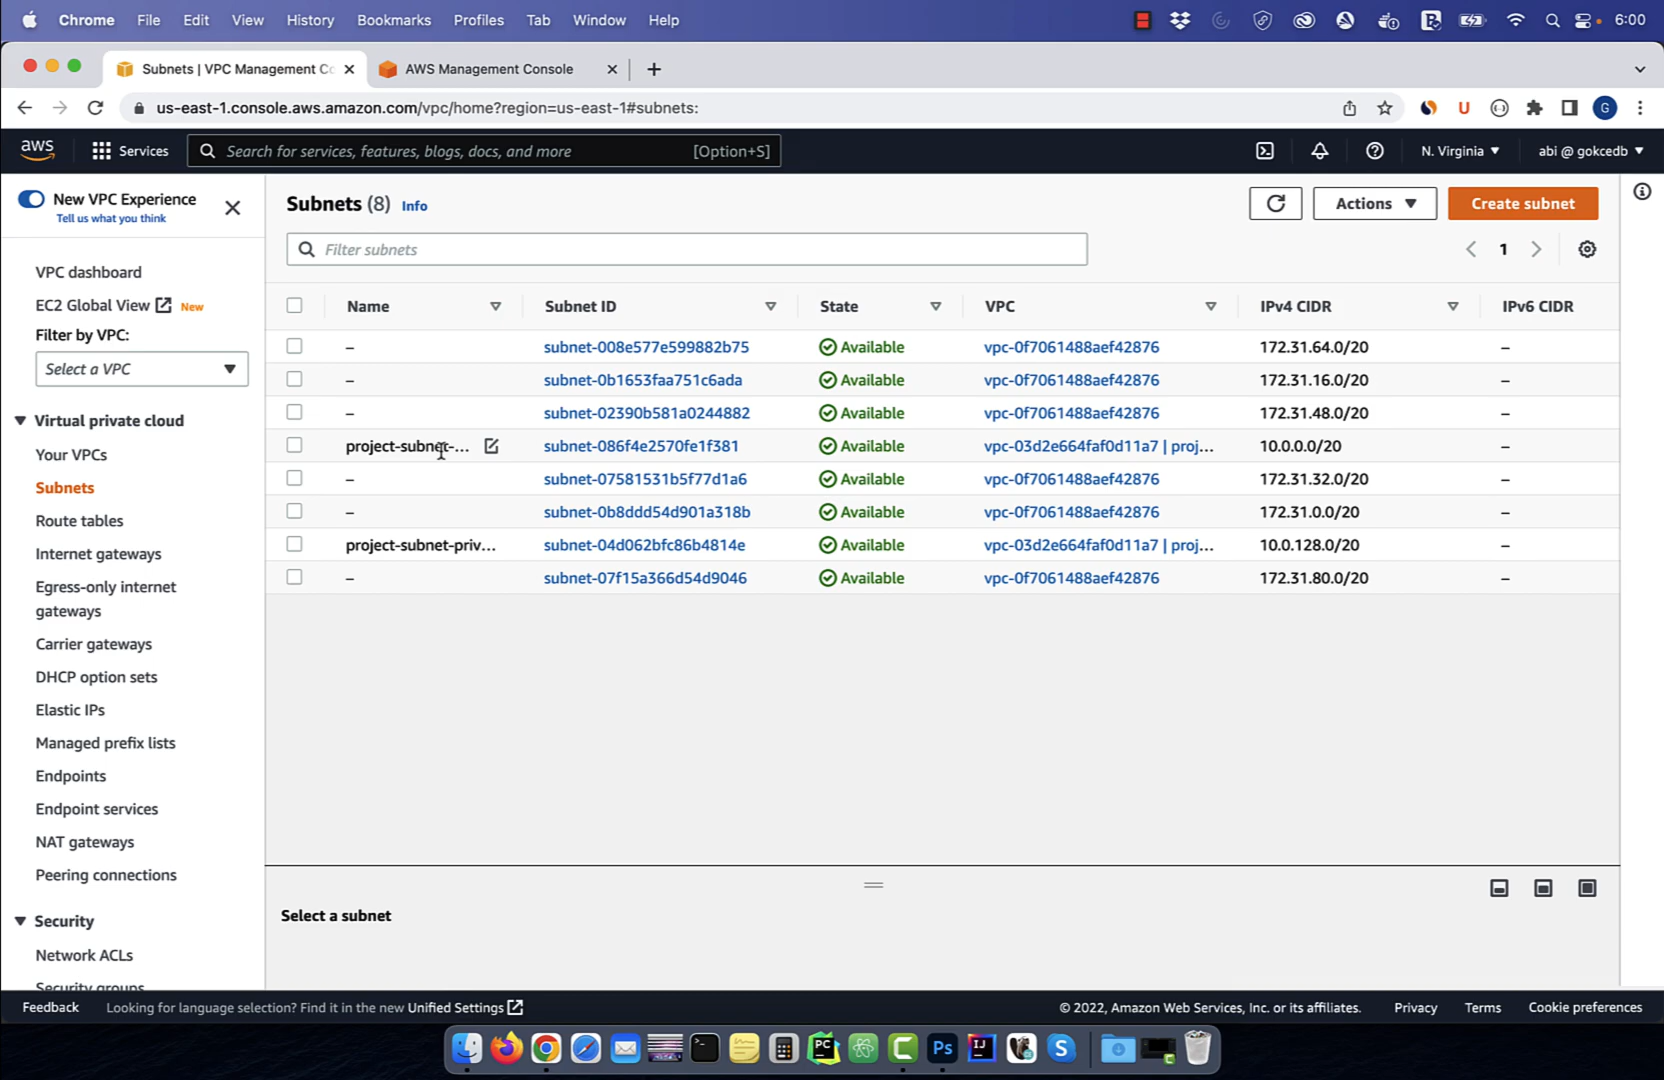 Chrome File Edit View History Bookmarks Profiles Tab Window Help 6:00
Subnets | VPC Management Co AWS Management Console
us-east-1.console.aws.amazon.com/vpc/home?region=us-east-1#subnets: G
aws Services Search for services, features, blogs, docs, and more [Option+S] N. Virginia abi @ gokcedb
New VPC Experience
Tell us what you think
VPC dashboard
EC2 Global View New
Filter by VPC:
Select a VPC
Virtual private cloud
Your VPCs
Subnets
Route tables
Internet gateways
Egress-only internet
gateways
Carrier gateways
DHCP option sets
Elastic IPs
Managed prefix lists
Endpoints
Endpoint services
NAT gateways
Peering connections
Security
Network ACLs
Security groups
Subnets (8) Info Actions Create subnet
Filter subnets 1
Name Subnet ID State VPC IPv4 CIDR IPv6 CIDR
– subnet-008e577e599882b75 Available vpc-0f7061488aef42876 172.31.64.0/20 –
– subnet-0b1653faa751c6ada Available vpc-0f7061488aef42876 172.31.16.0/20 –
– subnet-02390b581a0244882 Available vpc-0f7061488aef42876 172.31.48.0/20 –
project-subnet-... subnet-086f4e2570fe1f381 Available vpc-03d2e664faf0d11a7 | proj... 10.0.0.0/20 –
– subnet-07581531b5f77d1a6 Available vpc-0f7061488aef42876 172.31.32.0/20 –
– subnet-0b8ddd54d901a318b Available vpc-0f7061488aef42876 172.31.0.0/20 –
project-subnet-priv... subnet-04d062bfc86b4814e Available vpc-03d2e664faf0d11a7 | proj... 10.0.128.0/20 –
– subnet-07f15a366d54d9046 Available vpc-0f7061488aef42876 172.31.80.0/20 –
Select a subnet
Feedback Looking for language selection? Find it in the new Unified Settings © 2022, Amazon Web Services, Inc. or its affiliates. Privacy Terms Cookie preferences
PC Ps IJ S